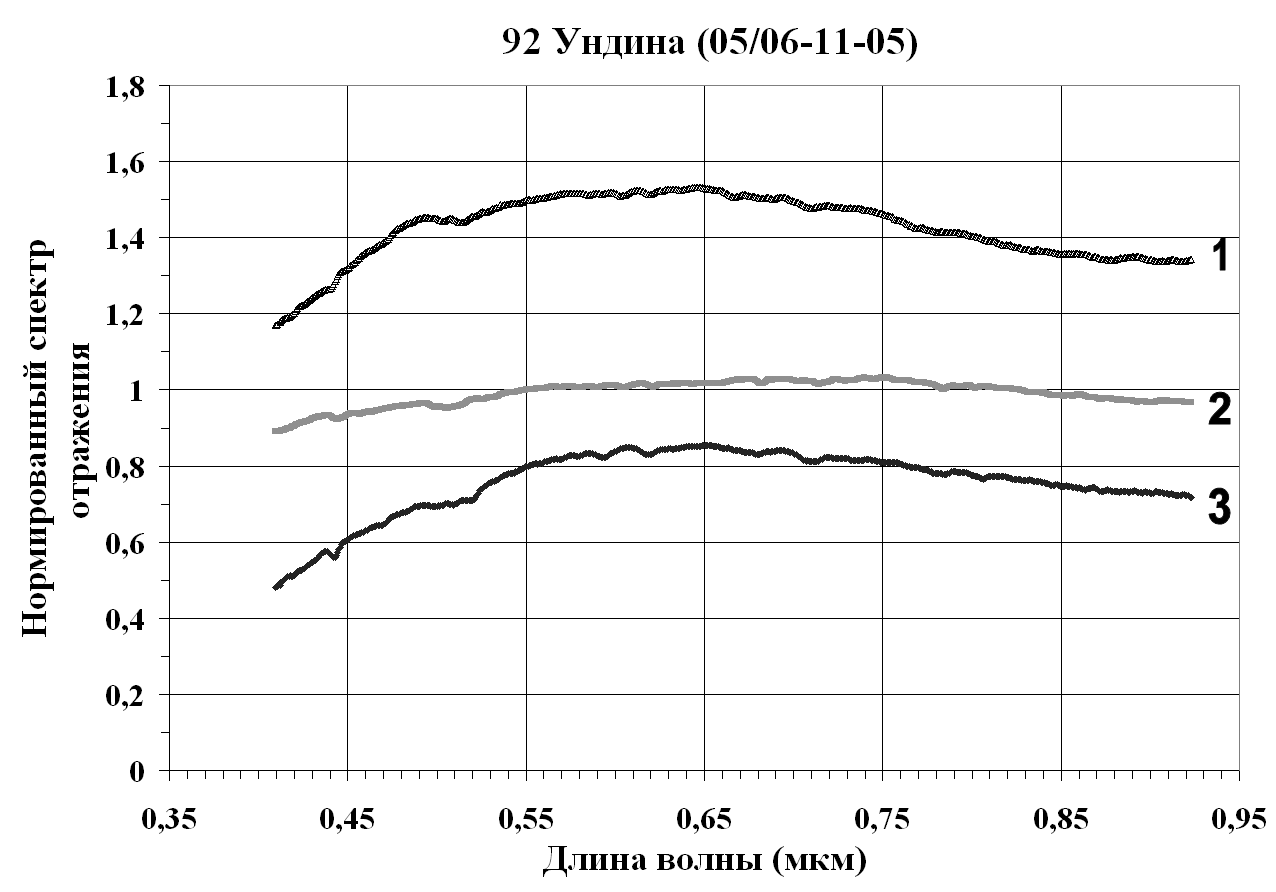 92 Ундина (05/06-11-05)
1,8
1,6
1,4
1,2
1
0,8
0,6
0,4
0,2
0
Нормированный спектр
отражения
1
2
3
0,35 0,45 0,55 0,65 0,75 0,85 0,95
Длина волны (мкм)